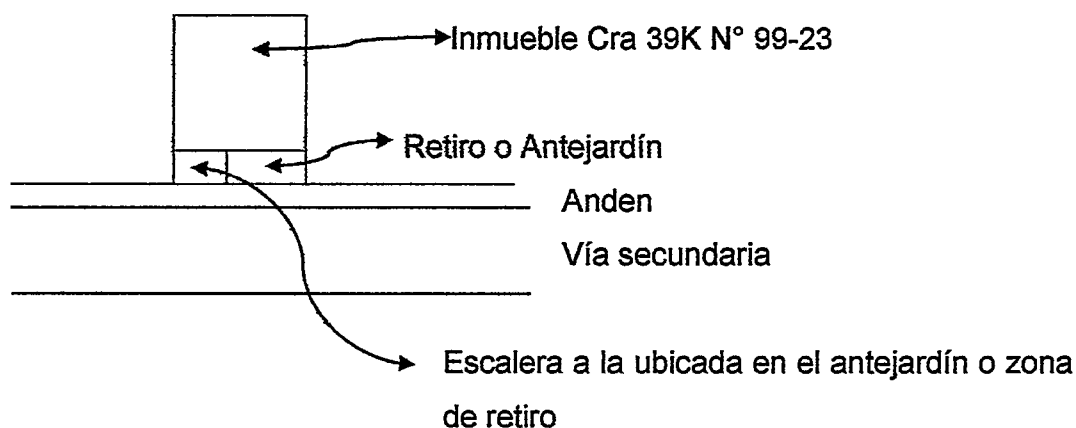 Inmueble Cra 39K N° 99-23
Retiro o Antejardín
Anden
Vía secundaria
Escalera a la ubicada en el antejardín o zona
de retiro